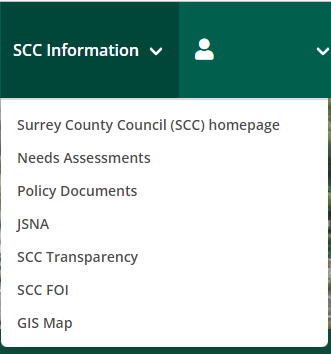 SCC Information
Surrey County Council (SCC) homepage
Needs Assessments
Policy Documents
JSNA
SCC Transparency
SCC FOI
GIS Map